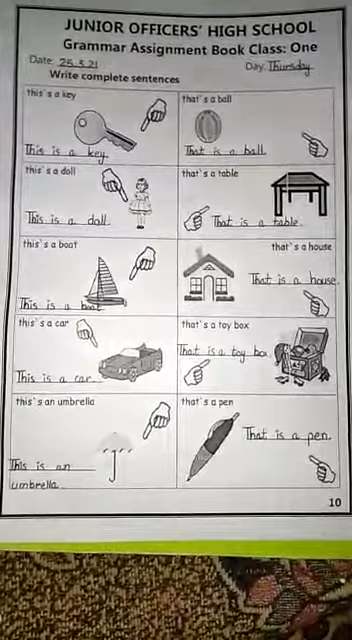 JUNIOR OFFICERS' HIGH SCHOOL
Grammar Assignment Book Class: One
Date: 25.5.21 Day: Thursday
Write complete sentences
this's a key
This is a key.
that's a ball
That is a ball.
this's a doll
This is a doll.
that's a table
That is a table.
this's a boat
This is a boat
that's a house
That is a house.
this's a car
This is a car.
that's a toy box
That is a toy box
this's an umbrella
This is an
umbrella.
that's a pen
That is a pen.
10